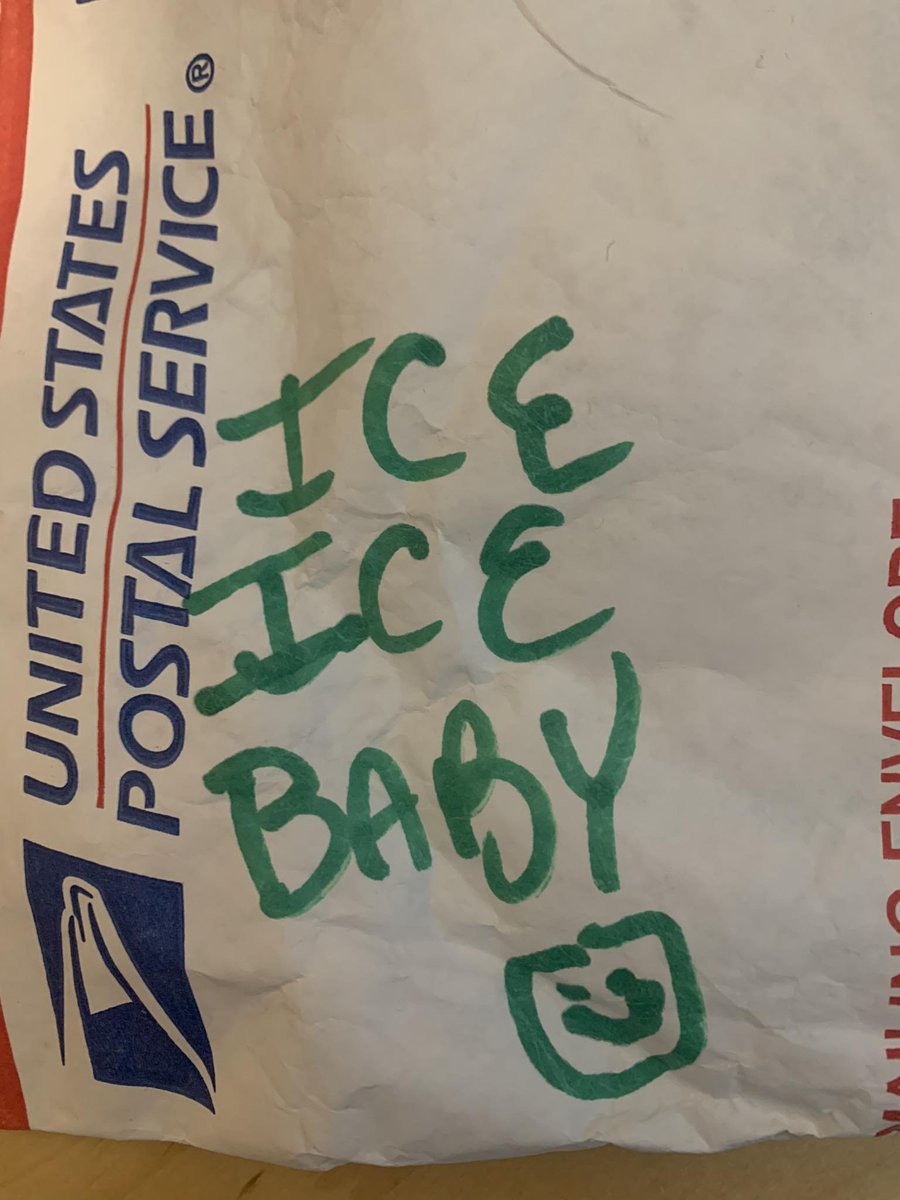 UNITED STATES
POSTAL SERVICE®
ICE
ICE
BABY